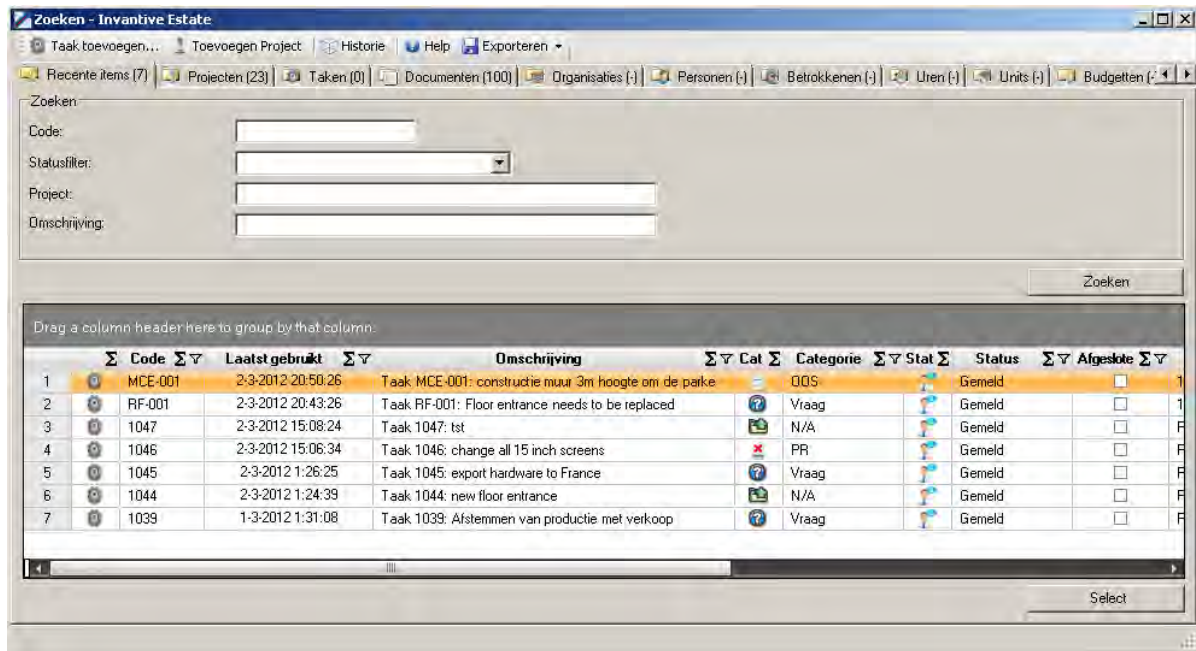 Zoeken - Invantive Estate
Taak toevoegen... Toevoegen Project Historie Help Exporteren
Recente items (7) Projecten (23) Taken (0) Documenten (100) Organisaties (-) Personen (-) Betrokkenen (-) Uren (-) Units (-) Budgetten (-
Zoeken
Code:
Statusfilter:
Project:
Omschrijving:
Zoeken
Drag a column header here to group by that column.
Σ Code Σ Laatst gebruikt Σ Omschrijving Σ Cat Σ Categorie Σ Stat Σ Status Σ Afgeslote Σ
1 MCE-001 2-3-2012 20:50:26 Taak MCE-001: constructie muur 3m hoogte om de parke OOS Gemeld 1
2 RF-001 2-3-2012 20:43:26 Taak RF-001: Floor entrance needs to be replaced Vraag Gemeld 1
3 1047 2-3-2012 15:08:24 Taak 1047: tst N/A Gemeld F
4 1046 2-3-2012 15:06:34 Taak 1046: change all 15 inch screens PR Gemeld F
5 1045 2-3-2012 1:26:25 Taak 1045: export hardware to France Vraag Gemeld F
6 1044 2-3-2012 1:24:39 Taak 1044: new floor entrance N/A Gemeld F
7 1039 1-3-2012 1:31:08 Taak 1039: Afstemmen van productie met verkoop Vraag Gemeld F
Select